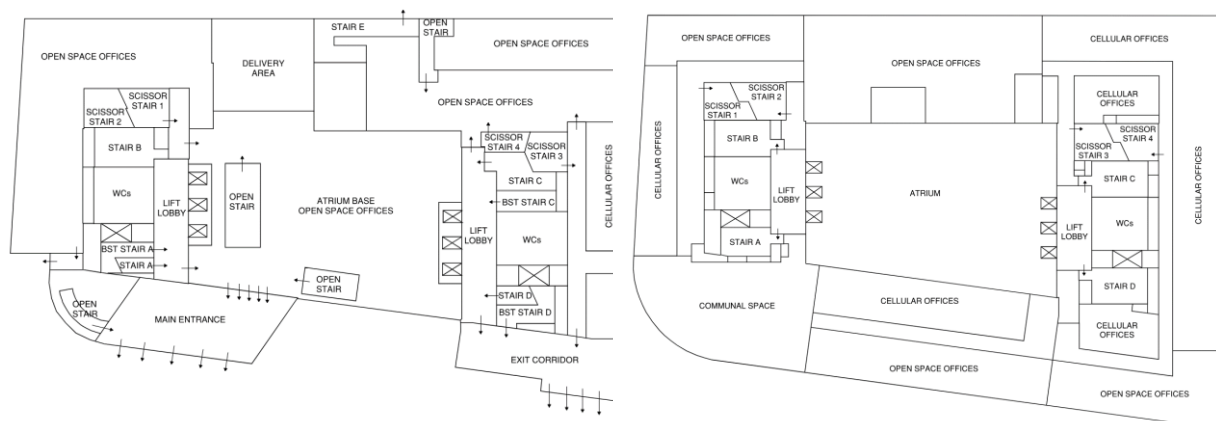 STAIR E
OPEN
STAIR
OPEN SPACE OFFICES
OPEN SPACE OFFICES
DELIVERY
AREA
OPEN SPACE OFFICES
SCISSOR
STAIR 1
SCISSOR
STAIR 2
STAIR B
WCs
LIFT
LOBBY
OPEN
STAIR
ATRIUM BASE
OPEN SPACE OFFICES
SCISSOR
STAIR 4
SCISSOR
STAIR 3
STAIR C
BST STAIR C
CELLULAR OFFICES
LIFT
LOBBY
WCs
BST STAIR A
STAIR A
OPEN
STAIR
OPEN
STAIR
MAIN ENTRANCE
STAIR D
BST STAIR D
EXIT CORRIDOR
OPEN SPACE OFFICES
OPEN SPACE OFFICES
CELLULAR OFFICES
SCISSOR
STAIR 2
SCISSOR
STAIR 1
STAIR B
CELLULAR OFFICES
WCs
LIFT
LOBBY
STAIR A
ATRIUM
CELLULAR
OFFICES
SCISSOR
STAIR 4
SCISSOR
STAIR 3
STAIR C
CELLULAR OFFICES
LIFT
LOBBY
WCs
STAIR D
CELLULAR
OFFICES
COMMUNAL SPACE
CELLULAR OFFICES
OPEN SPACE OFFICES
OPEN SPACE OFFICES